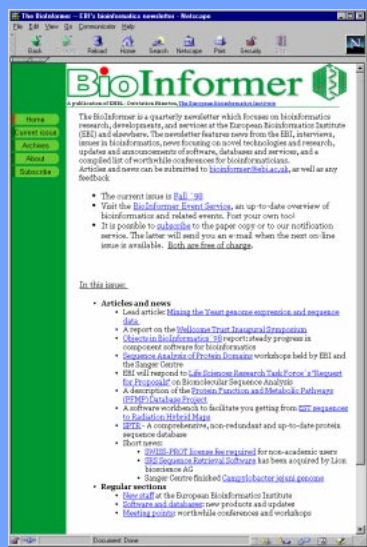 The BioInformer - EBI's bioinformatics newsletter - Netscape
File Edit View Go Communicator Help
Back Reload Home Search Netscape Print Security
BioInformer
A publication of EMBL - Outstation Hinxton, The European Bioinformatics Institute
Home
Current issue
Archives
About
Subscribe
The BioInformer is a quarterly newsletter which focuses on bioinformatics
research, developments, and services at the European Bioinformatics Institute
(EBI) and elsewhere. The newsletter features news from the EBI, interviews,
issues in bioinformatics, news focusing on novel technologies and research,
updates and announcements of software, databases and services, and a
compiled list of worthwhile conferences for bioinformaticians.
Articles and news can be submitted to bioinformer@ebi.ac.uk, as well as any
feedback
The current issue is Fall '98
Visit the BioInformer Event Service, an up-to-date overview of
bioinformatics and related events. Post your own too!
It is possible to subscribe to the paper copy or to our notification
service. The latter will send you an e-mail when the next on-line
issue is available. Both are free of charge.
In this issue:
Articles and news
Lead article: Mining the Yeast genome expression and sequence
data
A report on the Wellcome Trust Inaugural Symposium
Objects in BioInformatics '98 report: steady progress in
component software for bioinformatics
Sequence Analysis of Protein Domains workshops held by EBI and
the Sanger Centre
EBI will respond to Life Sciences Research Task Force's "Request
for Proposals" on Biomolecular Sequence Analysis
A description of the Protein Function and Metabolic Pathways
(PFMP) Database Project
A software workbench to facilitate you getting from EST sequences
to Radiation Hybrid Maps
SPTR - A comprehensive, non-redundant and up-to-date protein
sequence database
Short news:
SWISS-PROT license fee required for non-academic users
SRS Sequence Retrieval Software has been acquired by Lion
bioscience AG
Sanger Centre finished Campylobacter jejuni genome
Regular sections
New staff at the European Bioinformatics Institute
Software and databases: new products and updates
Meeting points: worthwhile conferences and workshops
Document: Done